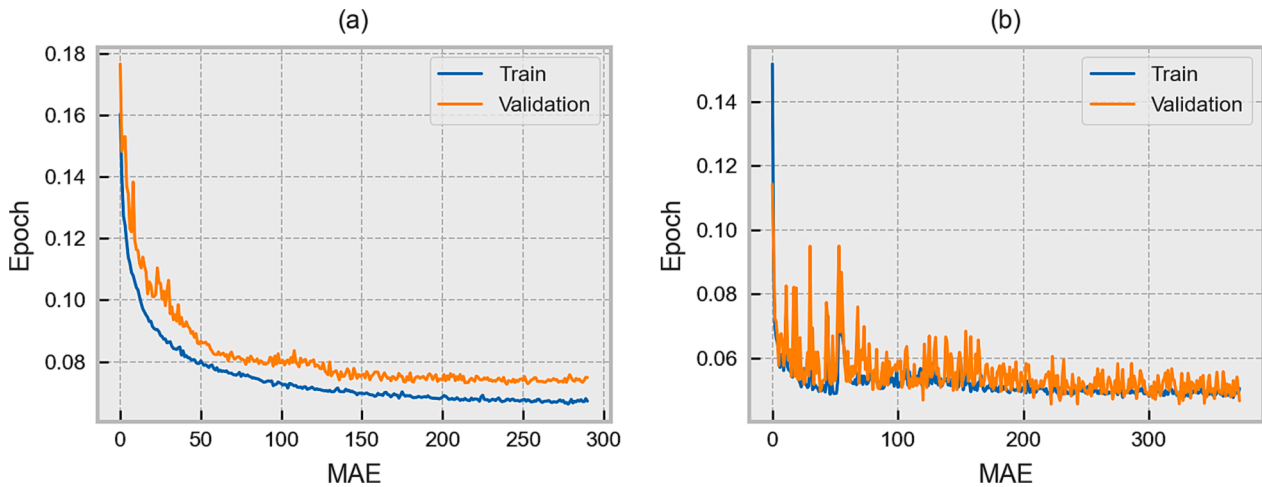 (a)
0.18
0.16
0.14
0.12
0.10
0.08
Epoch
Train
Validation
0 50 100 150 200 250 300
MAE
(b)
0.14
0.12
0.10
0.08
0.06
Epoch
Train
Validation
0 100 200 300
MAE